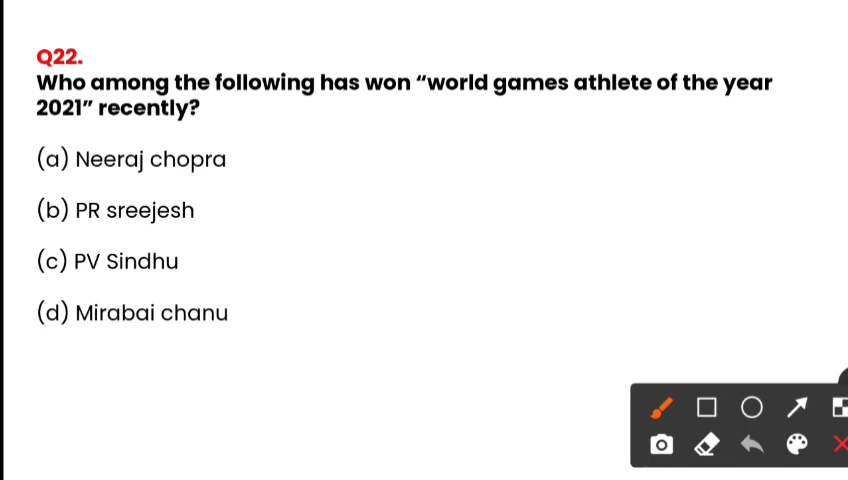 Q22.
Who among the following has won “world games athlete of the year
2021” recently?
(a) Neeraj chopra
(b) PR sreejesh
(c) PV Sindhu
(d) Mirabai chanu